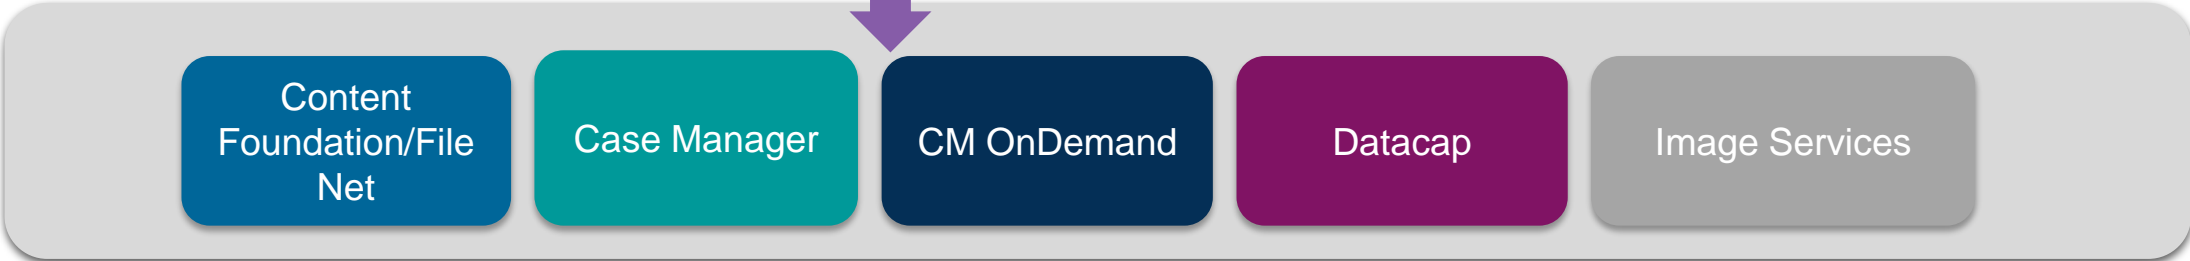 Content
Foundation/File
Net
Case Manager
CM OnDemand
Datacap
Image Services